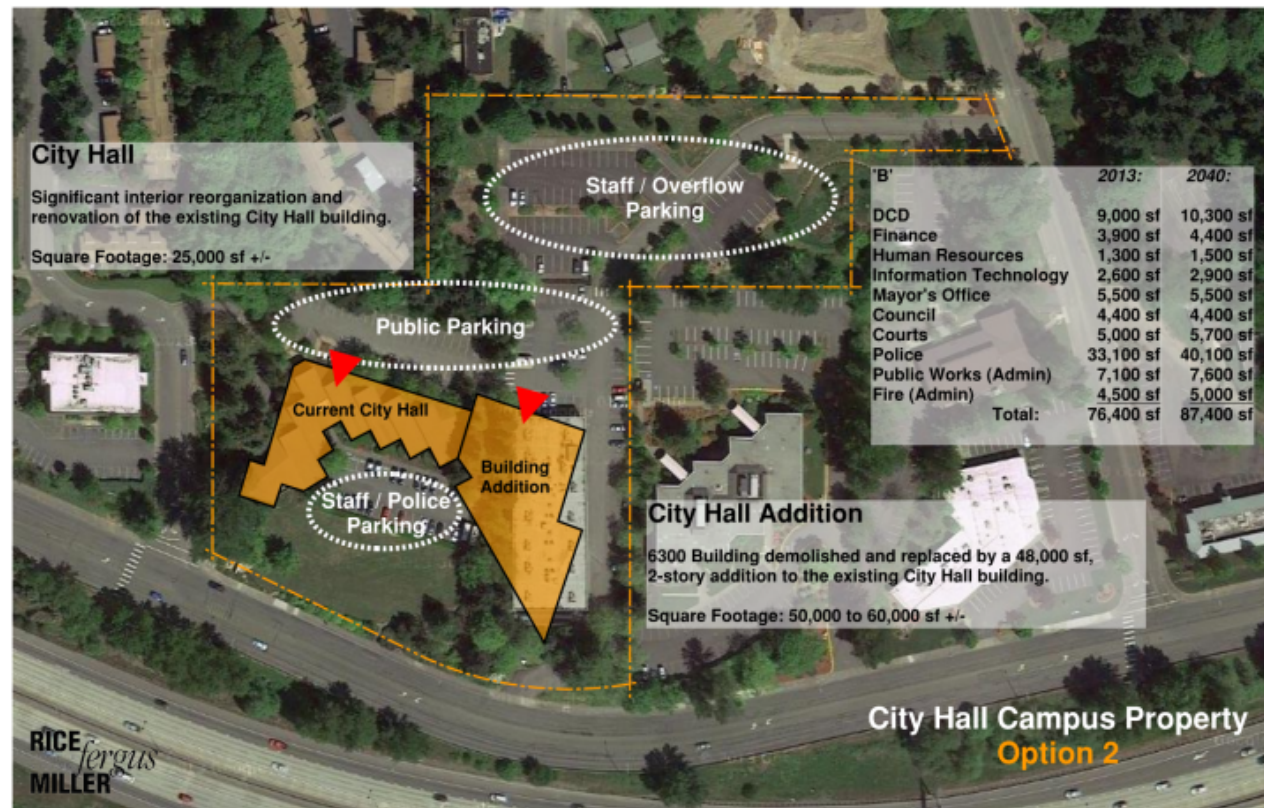 City Hall
Significant interior reorganization and
renovation of the existing City Hall building.
Square Footage: 25,000 sf +/-
Staff / Overflow
Parking
'B' 2013: 2040:
DCD 9,000 sf 10,300 sf
Finance 3,900 sf 4,400 sf
Human Resources 1,300 sf 1,500 sf
Information Technology 2,600 sf 2,900 sf
Mayor's Office 5,500 sf 5,500 sf
Council 4,400 sf 4,400 sf
Courts 5,000 sf 5,700 sf
Police 33,100 sf 40,100 sf
Public Works (Admin) 7,100 sf 7,600 sf
Fire (Admin) 4,500 sf 5,000 sf
Total: 76,400 sf 87,400 sf
Public Parking
Current City Hall
Building
Addition
Staff / Police
Parking
City Hall Addition
6300 Building demolished and replaced by a 48,000 sf,
2-story addition to the existing City Hall building.
Square Footage: 50,000 to 60,000 sf +/-
City Hall Campus Property
Option 2
RICE
fergus
MILLER